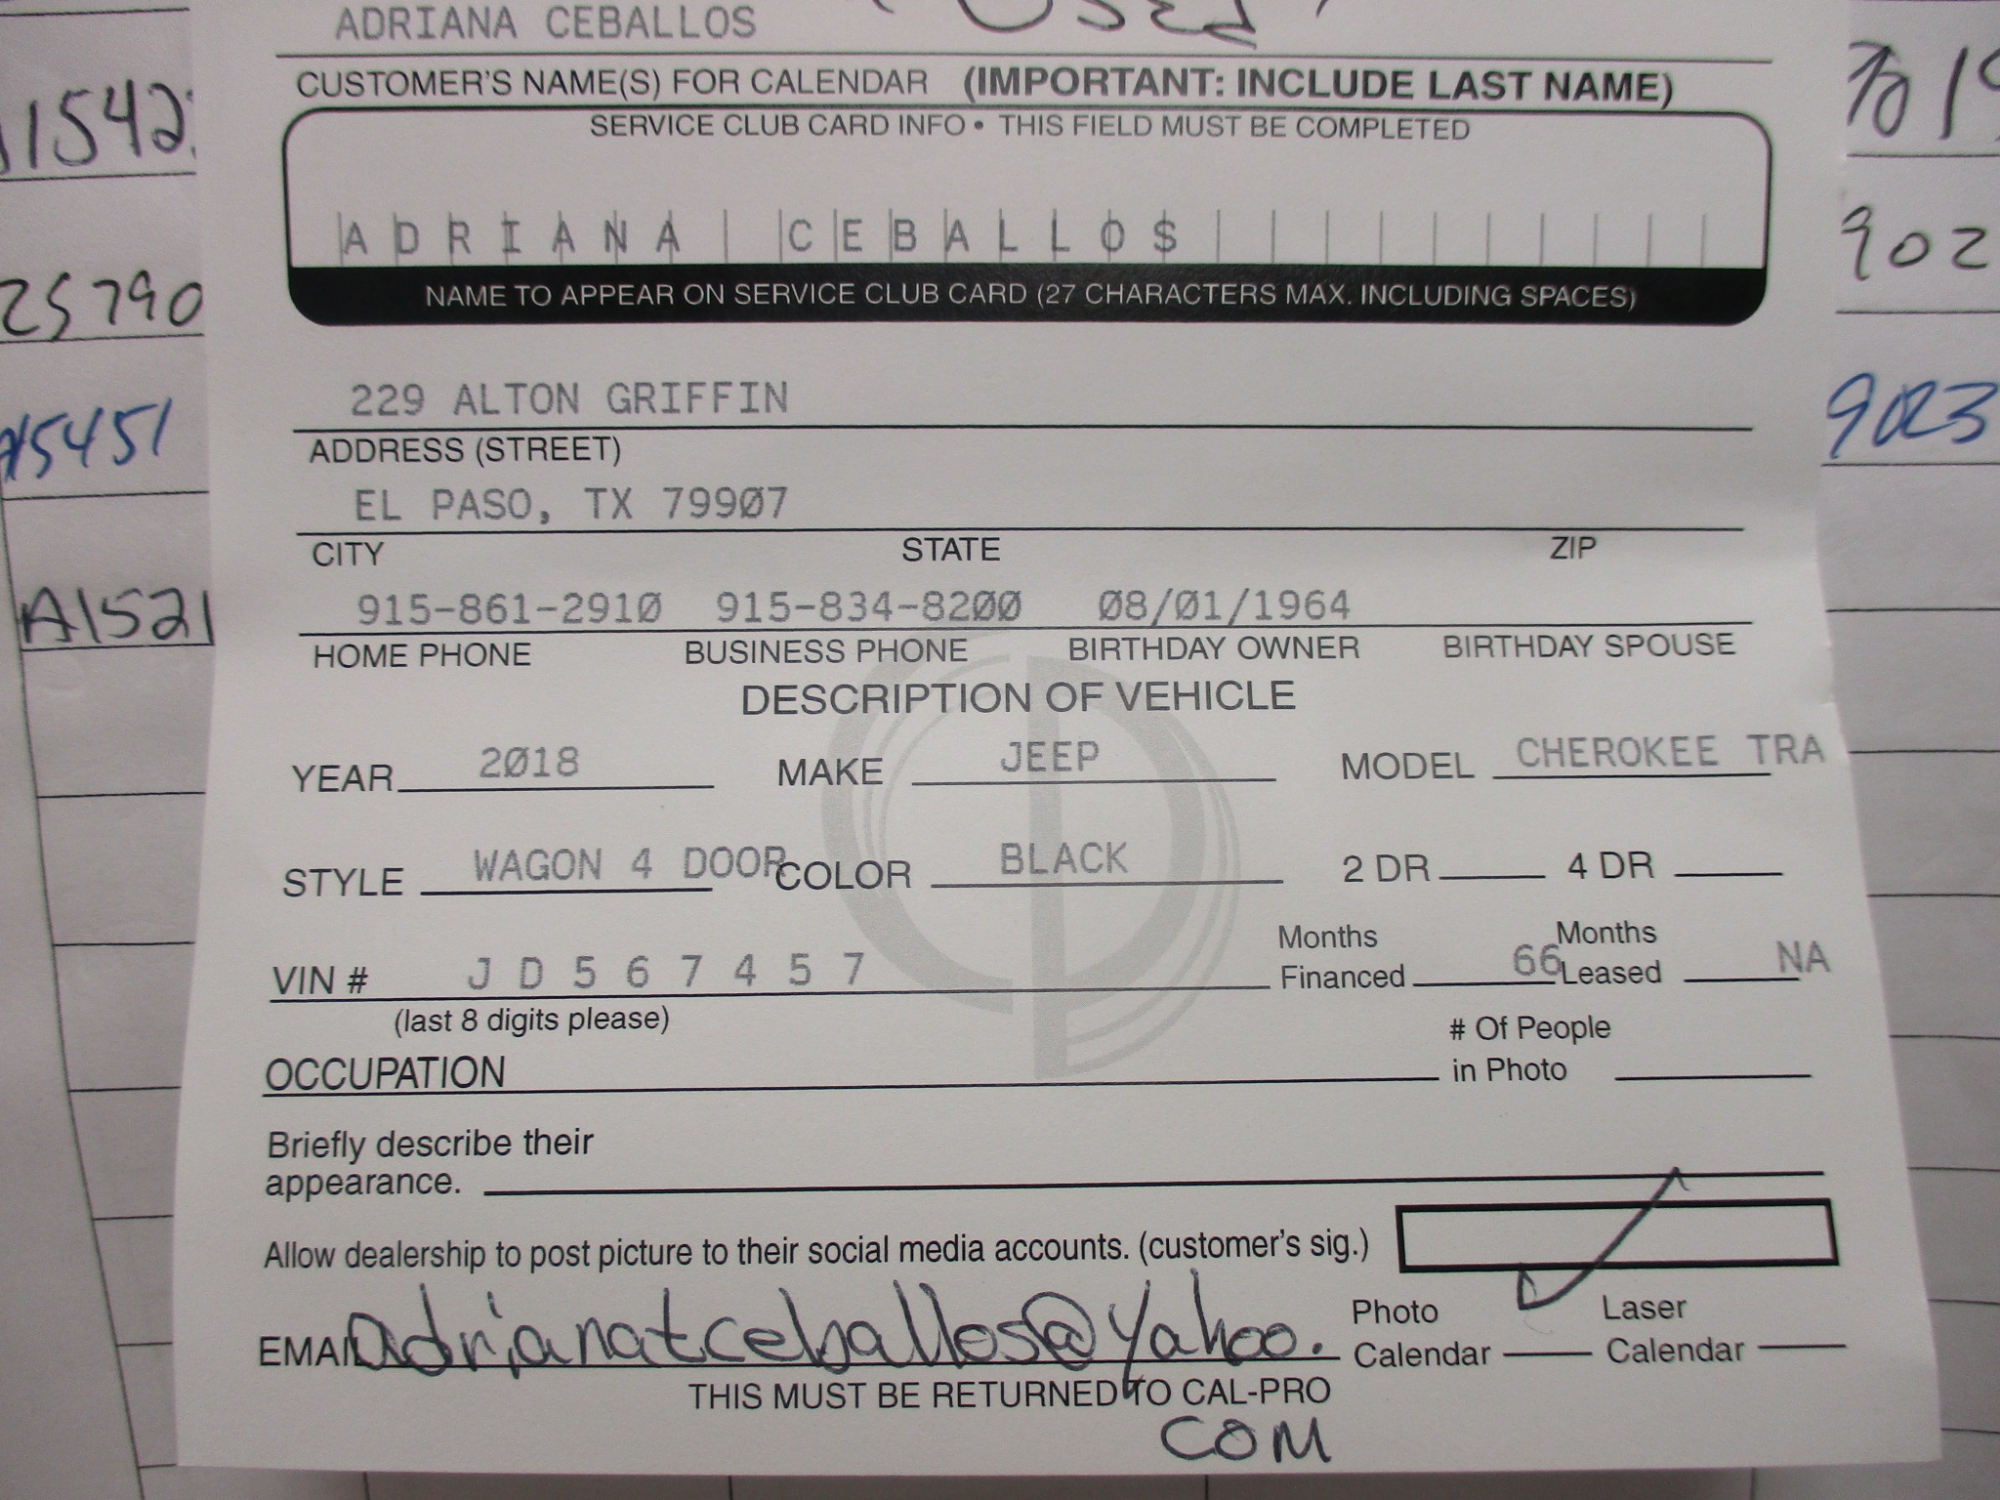 ADRIANA CEBALLOS
CUSTOMER'S NAME(S) FOR CALENDAR (IMPORTANT: INCLUDE LAST NAME)
SERVICE CLUB CARD INFO • THIS FIELD MUST BE COMPLETED
ADRIANA CEBALLOS
NAME TO APPEAR ON SERVICE CLUB CARD (27 CHARACTERS MAX. INCLUDING SPACES)
229 ALTON GRIFFIN
ADDRESS (STREET)
EL PASO, TX 79907
CITY STATE ZIP
915-861-2910 915-834-8200 08/01/1964
HOME PHONE BUSINESS PHONE BIRTHDAY OWNER BIRTHDAY SPOUSE
DESCRIPTION OF VEHICLE
YEAR 2018 MAKE JEEP MODEL CHEROKEE TRA
STYLE WAGON 4 DOOR COLOR BLACK 2 DR 4 DR
VIN # J D 5 6 7 4 5 7 Months Financed 66 Months Leased NA
(last 8 digits please)
OCCUPATION # Of People in Photo
Briefly describe their
appearance.
Allow dealership to post picture to their social media accounts. (customer's sig.)
EMAIL adrianatceballos@yahoo. Photo Calendar Laser Calendar
THIS MUST BE RETURNED TO CAL-PRO
COM
25790
902
15451
9023
A1521